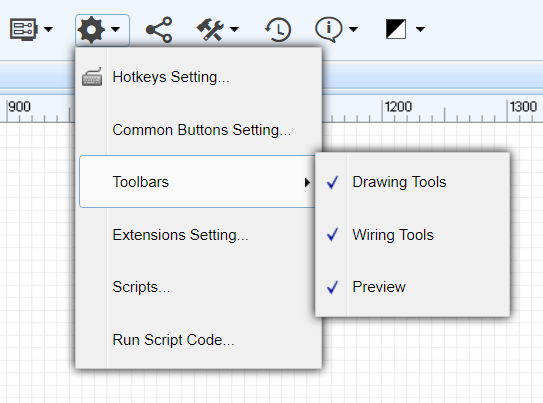 900
1200
1300
Hotkeys Setting...
Common Buttons Setting...
Toolbars
Drawing Tools
Extensions Setting...
Wiring Tools
Scripts...
Preview
Run Script Code...